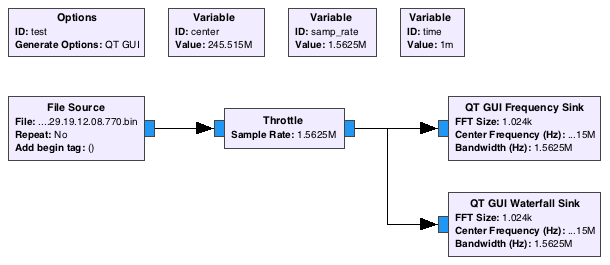 Options
ID: test
Generate Options: QT GUI
Variable
ID: center
Value: 245.515M
Variable
ID: samp_rate
Value: 1.5625M
Variable
ID: time
Value: 1m
File Source
File: ....29.19.12.08.770.bin
Repeat: No
Add begin tag: ()
Throttle
Sample Rate: 1.5625M
QT GUI Frequency Sink
FFT Size: 1.024k
Center Frequency (Hz): ...15M
Bandwidth (Hz): 1.5625M
QT GUI Waterfall Sink
FFT Size: 1.024k
Center Frequency (Hz): ...15M
Bandwidth (Hz): 1.5625M